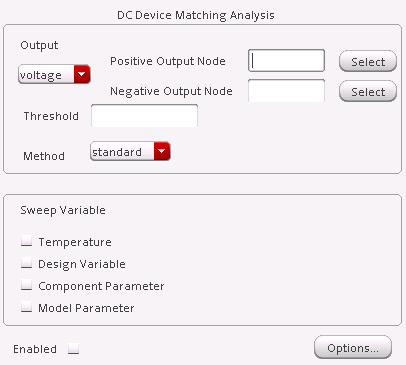 DC Device Matching Analysis
Output
voltage
Positive Output Node
Select
Negative Output Node
Select
Threshold
Method
standard
Sweep Variable
Temperature
Design Variable
Component Parameter
Model Parameter
Enabled
Options...